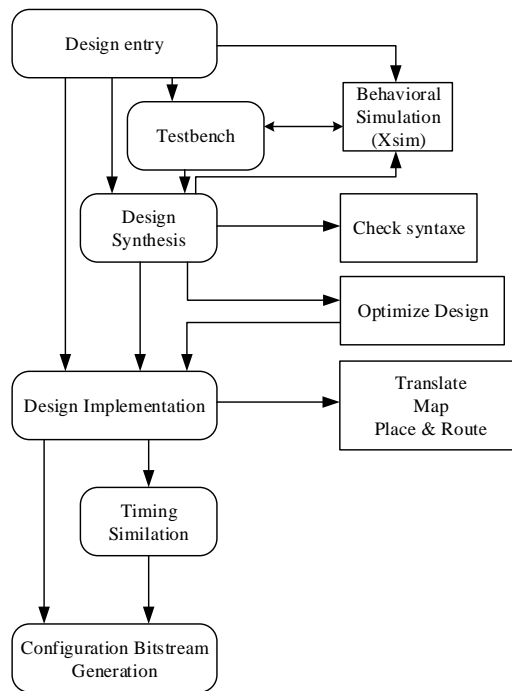 Design entry
Behavioral
Simulation
(Xsim)
Testbench
Design
Synthesis
Check syntaxe
Optimize Design
Design Implementation
Translate
Map
Place & Route
Timing
Similation
Configuration Bitstream
Generation